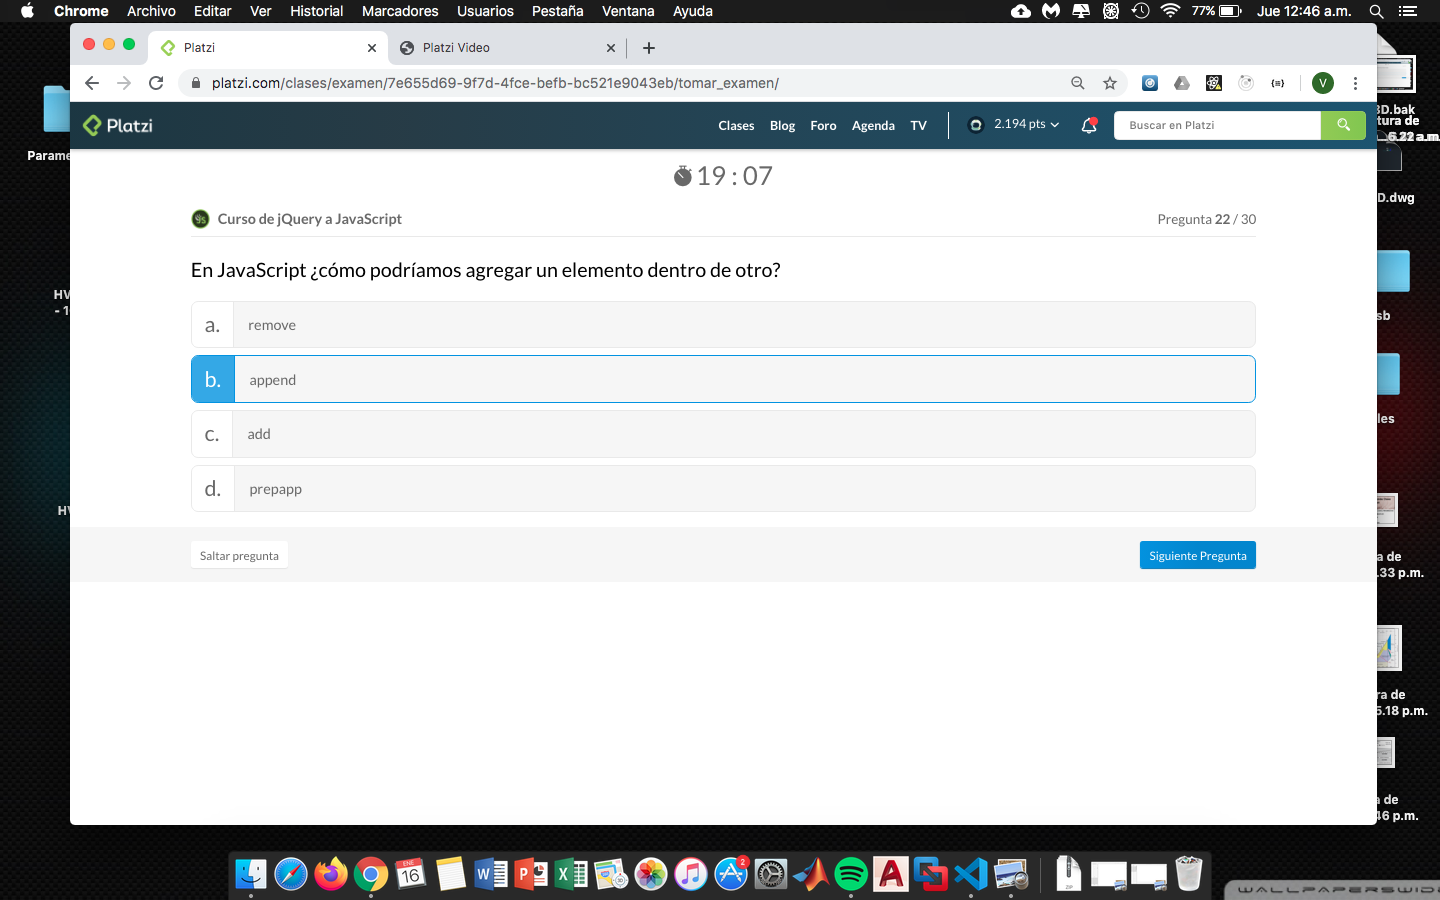 Chrome Archivo Editar Ver Historial Marcadores Usuarios Pestaña Ventana Ayuda 77% Jue 12:46 a.m.
Platzi
Platzi Video
platzi.com/clases/examen/7e655d69-9f7d-4fce-befb-bc521e9043eb/tomar_examen/
V
Platzi
Clases Blog Foro Agenda TV 2.194 pts Buscar en Platzi
19 : 07
Curso de jQuery a JavaScript
Pregunta 22 / 30
En JavaScript ¿cómo podríamos agregar un elemento dentro de otro?
a. remove
b. append
c. add
d. prepapp
Saltar pregunta
Siguiente Pregunta
Parame
HV
- 1
HV
3D.bak
tura de
D.dwg
sb
les
a de
.33 p.m.
ra de
5.18 p.m.
a de
46 p.m.
ENE
16
2
ZIP